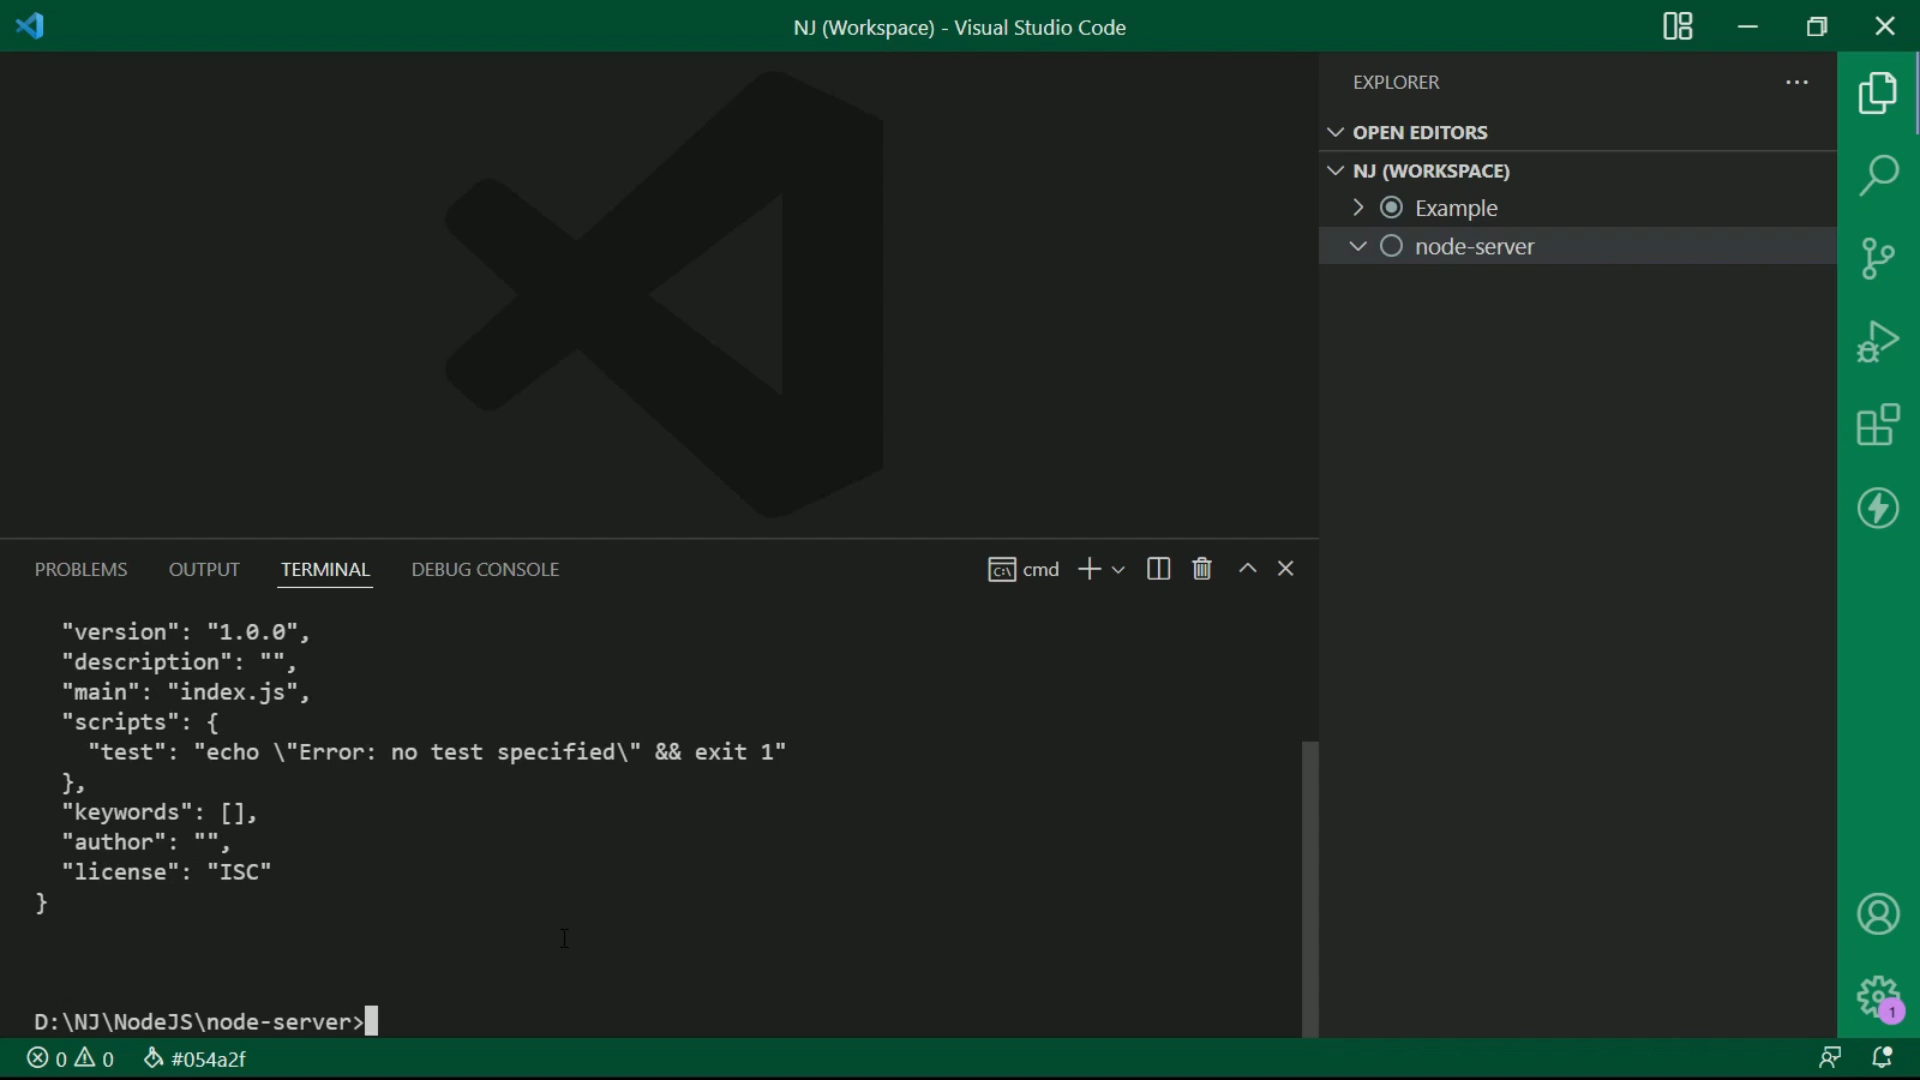 NJ (Workspace) - Visual Studio Code
EXPLORER
OPEN EDITORS
NJ (WORKSPACE)
Example
node-server
PROBLEMS OUTPUT TERMINAL DEBUG CONSOLE cmd
"version": "1.0.0",
"description": "",
"main": "index.js",
"scripts": {
"test": "echo \"Error: no test specified\" && exit 1"
},
"keywords": [],
"author": "",
"license": "ISC"
}
D:\NJ\NodeJS\node-server>
1
0 0 #054a2f